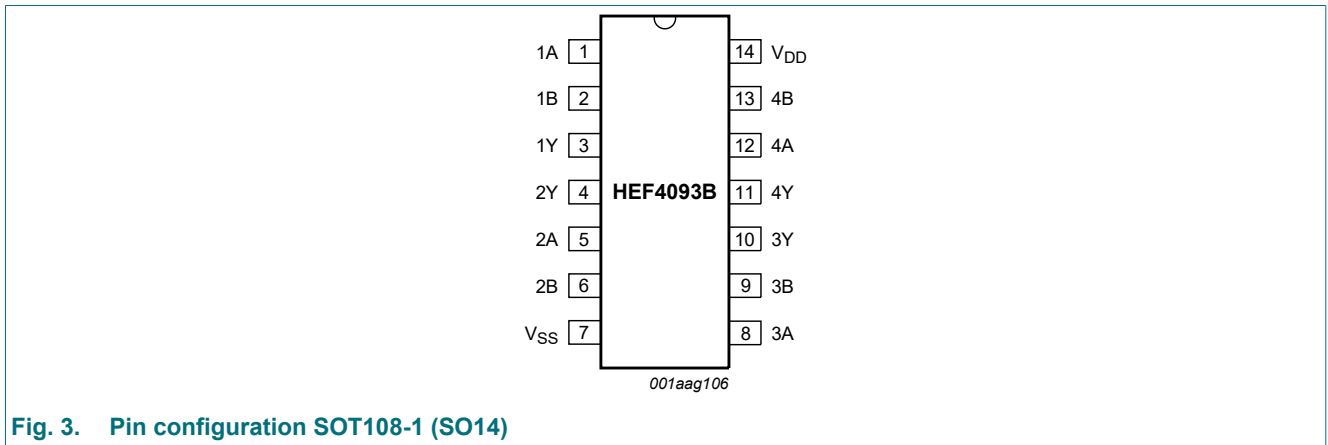 1A 1 14 VDD
1B 2 13 4B
1Y 3 12 4A
2Y 4 HEF4093B 11 4Y
2A 5 10 3Y
2B 6 9 3B
VSS 7 8 3A
001aag106
Fig. 3. Pin configuration SOT108-1 (SO14)